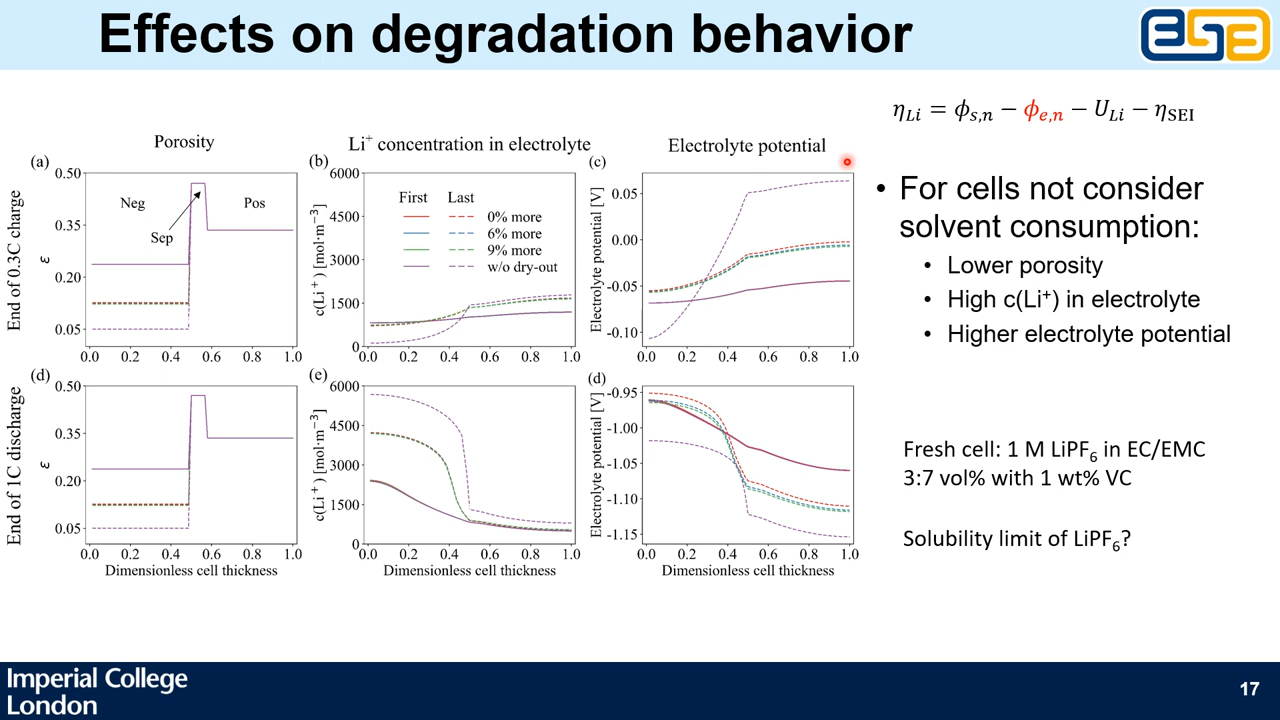 Effects on degradation behavior
ESE
η_Li = ϕ_s,n − ϕ_e,n − U_Li − η_SEI
Porosity
Li⁺ concentration in electrolyte
Electrolyte potential
(a)
(b)
(c)
End of 0.3C charge
ε
0.50
0.35
0.20
0.05
Neg
Sep
Pos
0.0 0.2 0.4 0.6 0.8 1.0
c(Li⁺) [mol·m⁻³]
6000
4500
3000
1500
0
First Last
0% more
6% more
9% more
w/o dry-out
0.0 0.2 0.4 0.6 0.8 1.0
Electrolyte potential [V]
0.05
0.00
-0.05
-0.10
0.0 0.2 0.4 0.6 0.8 1.0
(d)
(e)
(d)
End of 1C discharge
ε
0.50
0.35
0.20
0.05
0.0 0.2 0.4 0.6 0.8 1.0
Dimensionless cell thickness
c(Li⁺) [mol·m⁻³]
6000
4500
3000
1500
0
0.0 0.2 0.4 0.6 0.8 1.0
Dimensionless cell thickness
Electrolyte potential [V]
-0.95
-1.00
-1.05
-1.10
-1.15
0.0 0.2 0.4 0.6 0.8 1.0
Dimensionless cell thickness
• For cells not consider
solvent consumption:
• Lower porosity
• High c(Li⁺) in electrolyte
• Higher electrolyte potential
Fresh cell: 1 M LiPF₆ in EC/EMC
3:7 vol% with 1 wt% VC
Solubility limit of LiPF₆?
Imperial College
London
17